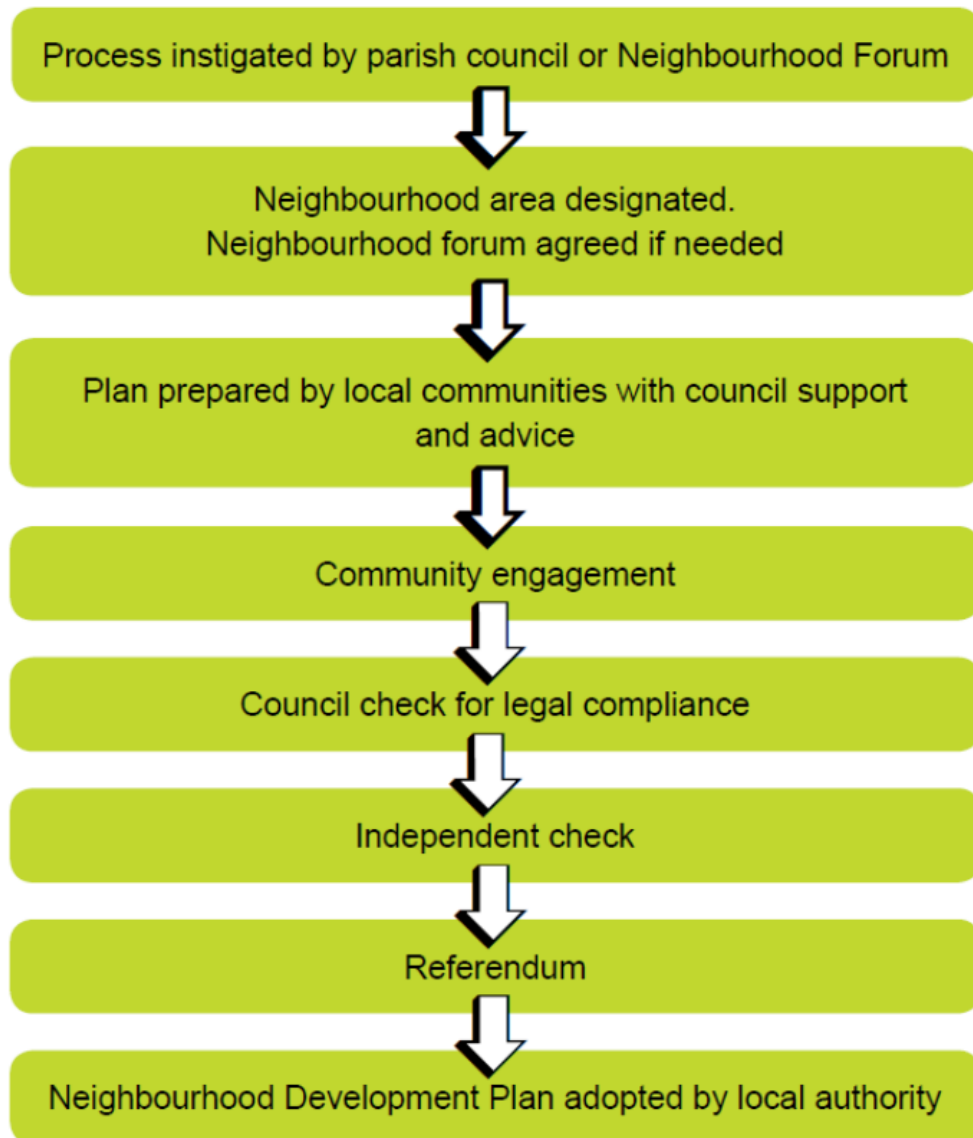 Process instigated by parish council or Neighbourhood Forum
Neighbourhood area designated.
Neighbourhood forum agreed if needed
Plan prepared by local communities with council support
and advice
Community engagement
Council check for legal compliance
Independent check
Referendum
Neighbourhood Development Plan adopted by local authority